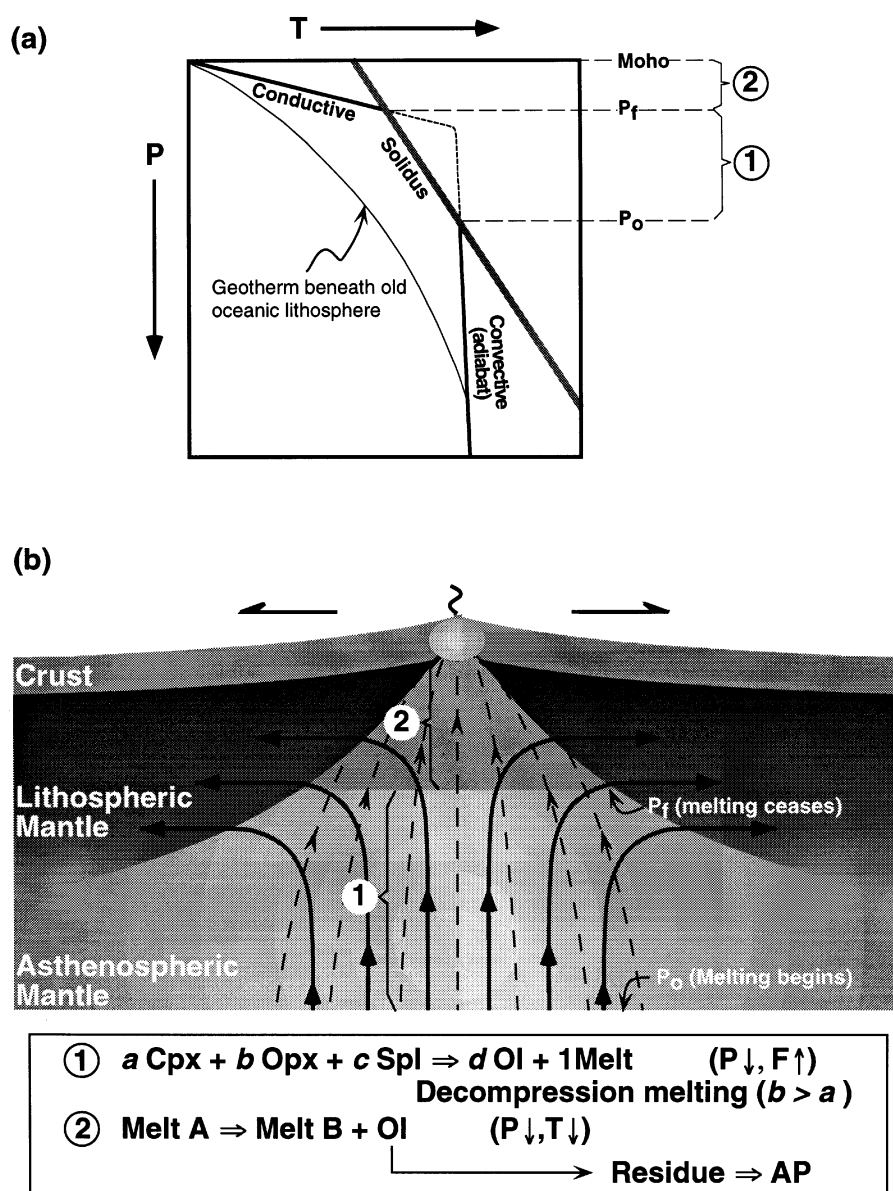 (a)
T
Moho
②
Conductive
Pf
P
Solidus
①
Po
Geotherm beneath old
oceanic lithosphere
Convective
(adiabat)
(b)
Crust
2
Lithospheric
Mantle
Pf (melting ceases)
1
Asthenospheric
Mantle
Po (Melting begins)
① a Cpx + b Opx + c Spl ⇒ d Ol + 1Melt (P↓, F↑)
Decompression melting (b > a)
② Melt A ⇒ Melt B + Ol (P↓,T↓)
Residue ⇒ AP